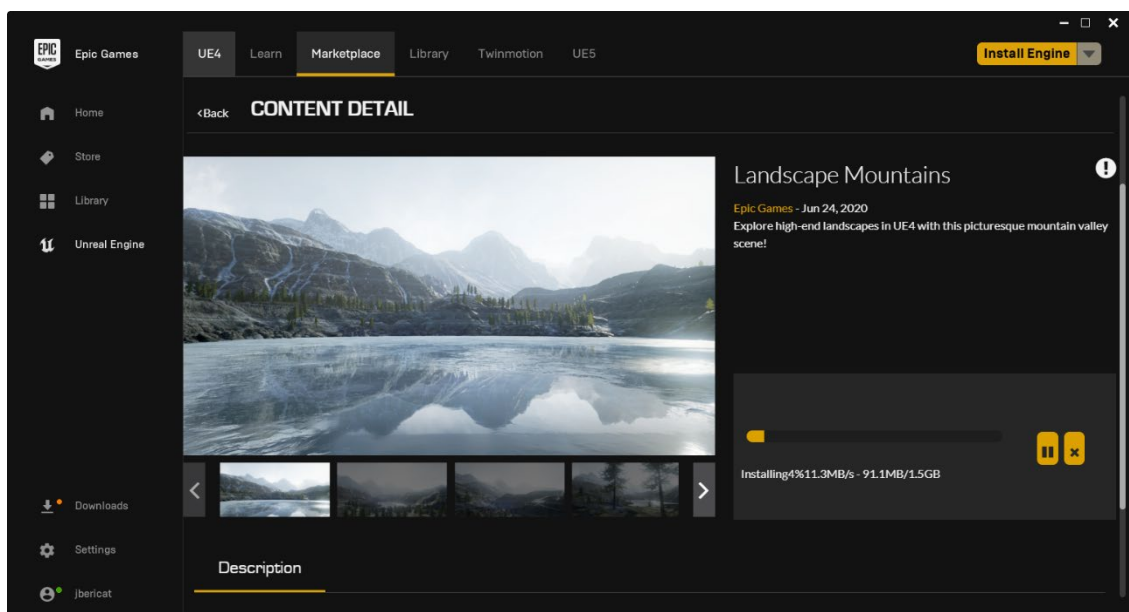 EPIC
GAMES
Epic Games
UE4
Learn
Marketplace
Library
Twinmotion
UE5
Install Engine
Home
Store
Library
Unreal Engine
Downloads
Settings
jbericat
<Back
CONTENT DETAIL
Landscape Mountains
Epic Games - Jun 24, 2020
Explore high-end landscapes in UE4 with this picturesque mountain valley
scene!
Installing4%11.3MB/s - 91.1MB/1.5GB
Description